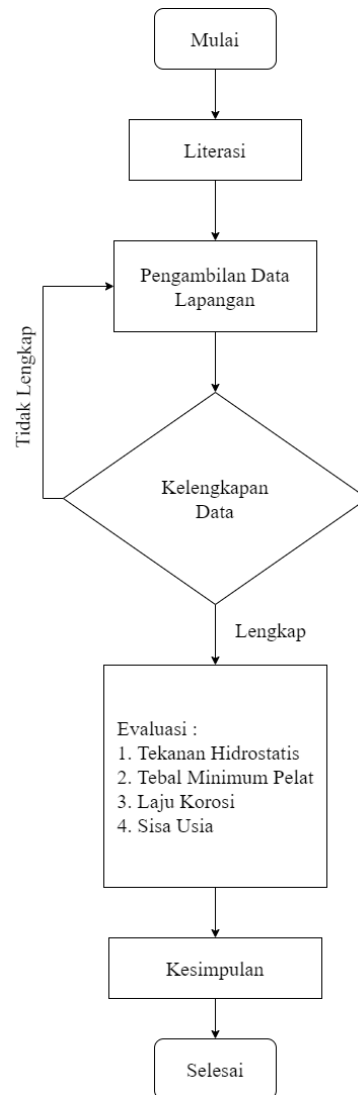 Mulai
Literasi
Pengambilan Data
Lapangan
Tidak Lengkap
Kelengkapan
Data
Lengkap
Evaluasi :
1. Tekanan Hidrostatis
2. Tebal Minimum Pelat
3. Laju Korosi
4. Sisa Usia
Kesimpulan
Selesai